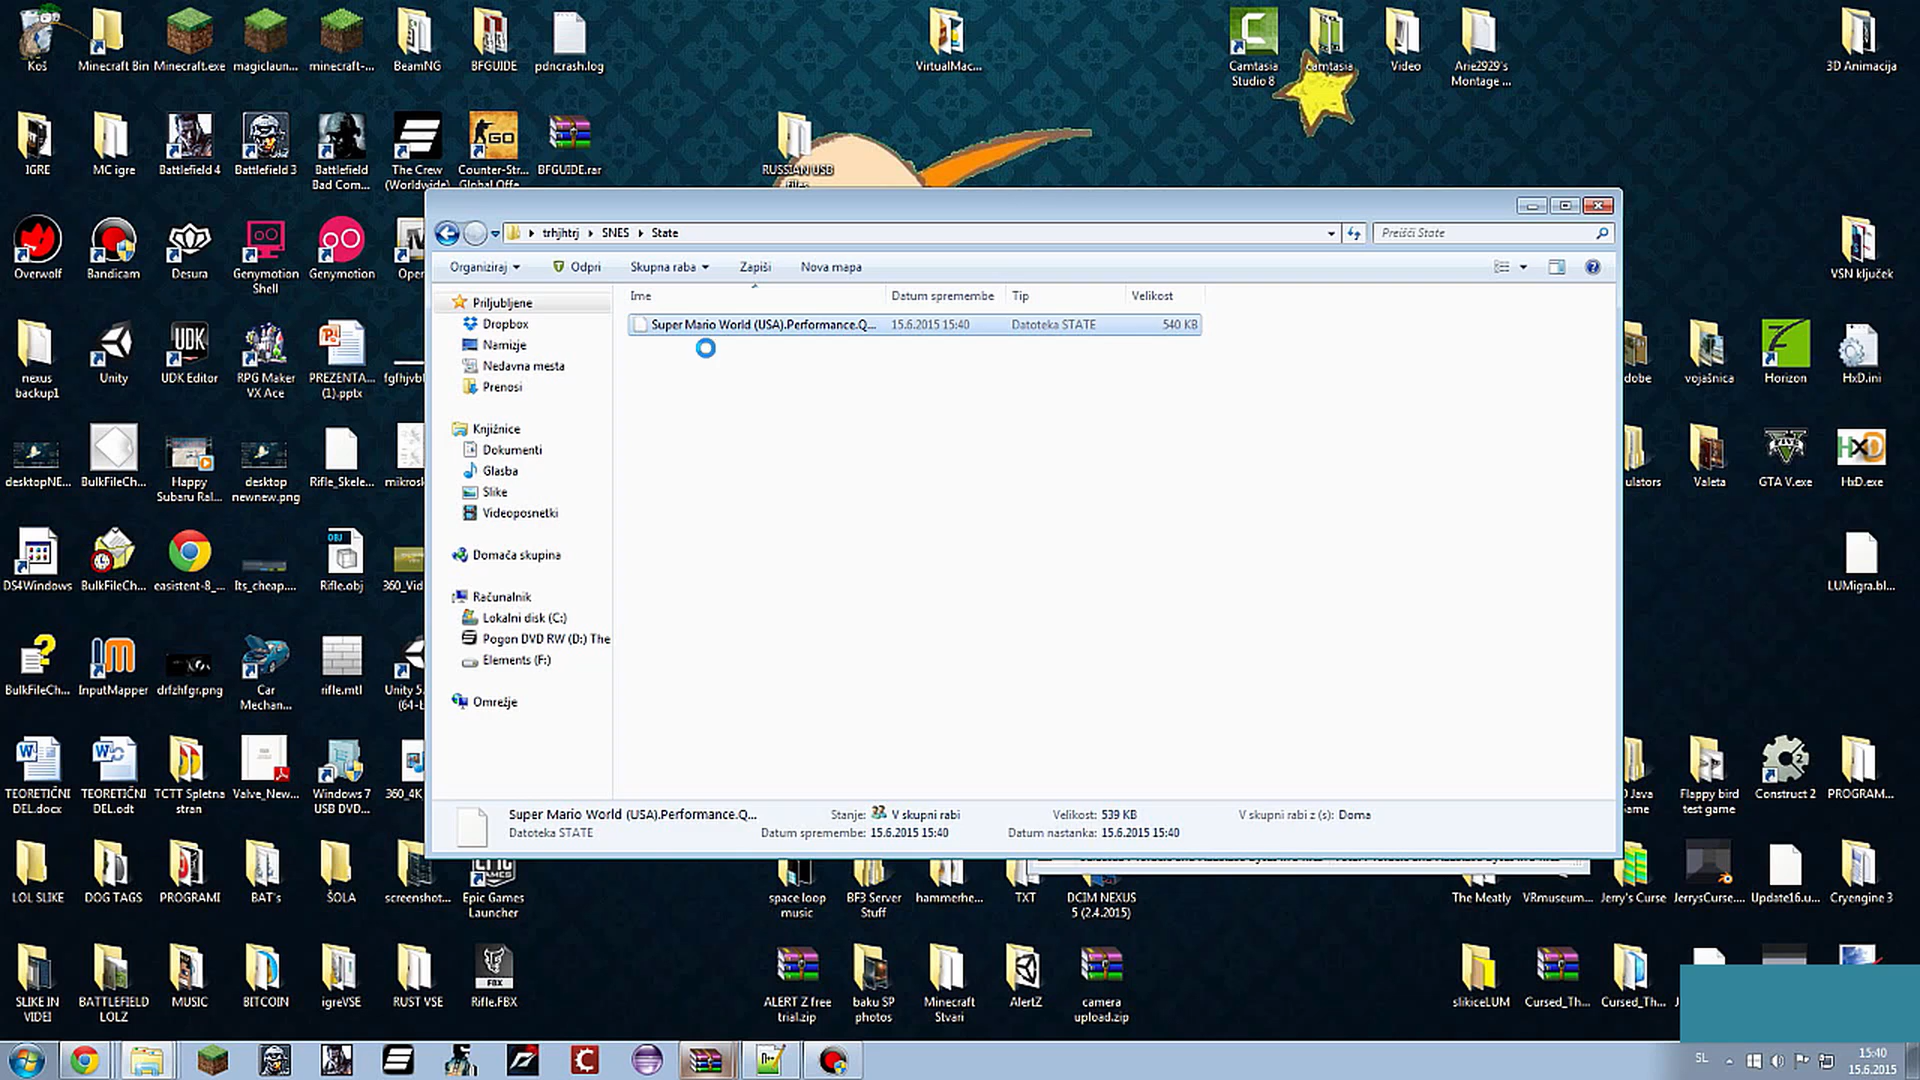 Koš
Minecraft Bin
Minecraft.exe
magiclaun...
minecraft-...
BeamNG
BFGUIDE
pdncrash.log
VirtualMac...
Camtasia
Studio 8
camtasia
Video
Arie2929's
Montage ...
3D Animacija
IGRE
MC igre
Battlefield 4
Battlefield 3
Battlefield
Bad Com...
The Crew
(Worldwide)
Counter-Str...
Global Offe...
BFGUIDE.rar
RUSSIAN USB
files
trhjhtrj
SNES
State
Preišči State
Organiziraj
Odpri
Skupna raba
Zapiši
Nova mapa
Overwolf
Bandicam
Desura
Genymotion
Shell
Genymotion
VSN ključek
Ime
Datum spremembe
Tip
Velikost
Super Mario World (USA).Performance.Q...
15.6.2015 15:40
Datoteka STATE
540 KB
Priljubljene
Dropbox
Namizje
Nedavna mesta
Prenosi
Knjižnice
Dokumenti
Glasba
Slike
Videoposnetki
Domača skupina
Računalnik
Lokalni disk (C:)
Pogon DVD RW (D:) The
Elements (F:)
Omrežje
nexus
backup1
Unity
UDK Editor
RPG Maker
VX Ace
PREZENTA...
(1).pptx
vojašnica
Horizon
HxD.ini
desktopNE...
BulkFileCh...
Happy
Subaru Ral...
desktop
newnew.png
Rifle_Skele...
ulators
Valeta
GTA V.exe
HxD.exe
DS4Windows
BulkFileCh...
easistent-8_...
lts_cheap....
Rifle.obj
LUMigra.bl...
BulkFileCh...
InputMapper
drfzhfgr.png
Car
Mechan...
rifle.mtl
TEORETIČNI
DEL.docx
TEORETIČNI
DEL.odt
TCTT Spletna
stran
Valve_New...
Windows 7
USB DVD...
Flappy bird
test game
Construct 2
PROGRAM...
Super Mario World (USA).Performance.Q...
Datoteka STATE
Stanje: V skupni rabi
Datum spremembe: 15.6.2015 15:40
Velikost: 539 KB
Datum nastanka: 15.6.2015 15:40
V skupni rabi z (s): Doma
LOL SLIKE
DOG TAGS
PROGRAMI
BAT's
ŠOLA
screenshot...
Epic Games
Launcher
space loop
music
BF3 Server
Stuff
hammerhe...
TXT
DCIM NEXUS
5 (2.4.2015)
The Meatly
VRmuseum...
Jerry's Curse
JerrysCurse....
Update16.u...
Cryengine 3
SLIKE IN
VIDEJI
BATTLEFIELD
LOLZ
MUSIC
BITCOIN
igreVSE
RUST VSE
Rifle.FBX
ALERT Z free
trial.zip
baku SP
photos
Minecraft
Stvari
AlertZ
camera
upload.zip
slikiceLUM
Cursed_Th...
Cursed_Th...
SL
15:40
15.6.2015